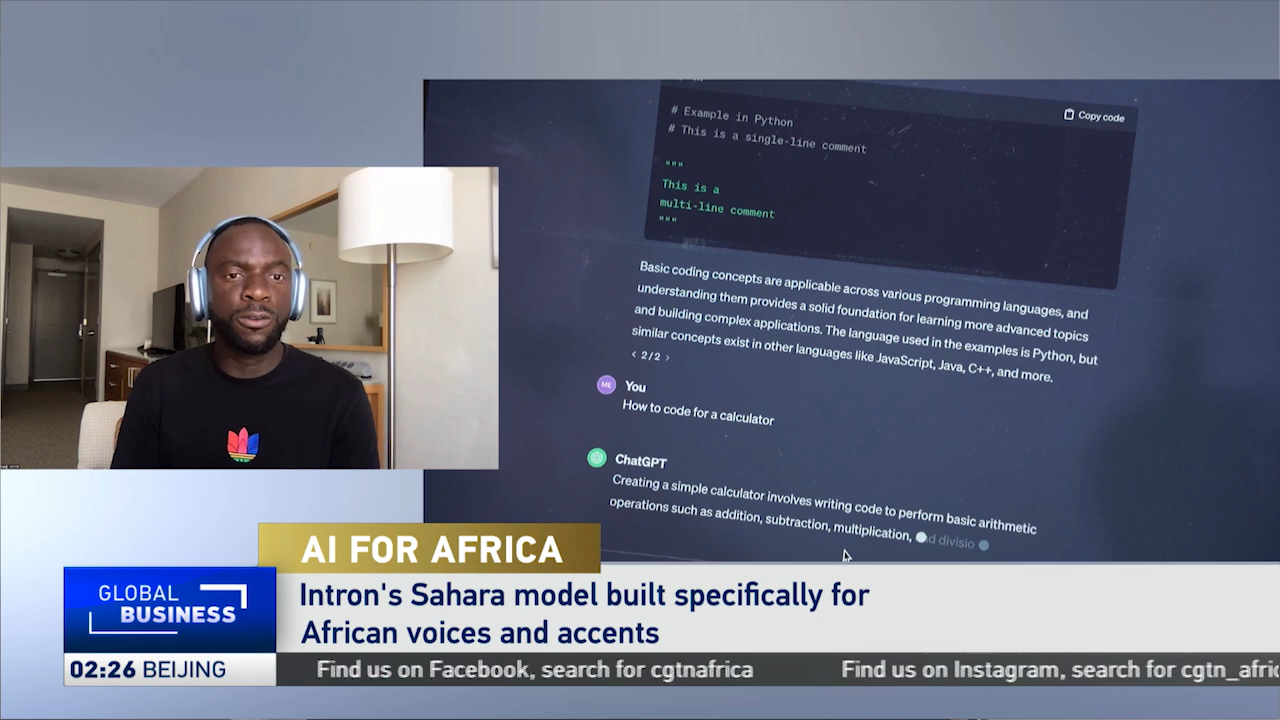 Copy code
# Example in Python
# This is a single-line comment
"""
This is a
multi-line comment
"""
Basic coding concepts are applicable across various programming languages, and
understanding them provides a solid foundation for learning more advanced topics
and building complex applications. The language used in the examples is Python, but
similar concepts exist in other languages like JavaScript, Java, C++, and more.
< 2/2 >
ME You
How to code for a calculator
ChatGPT
Creating a simple calculator involves writing code to perform basic arithmetic
operations such as addition, subtraction, multiplication, nd divisio
AI FOR AFRICA
GLOBAL
BUSINESS
Intron's Sahara model built specifically for
African voices and accents
02:26 BEIJING
Find us on Facebook, search for cgtnafrica
Find us on Instagram, search for cgtn_afric